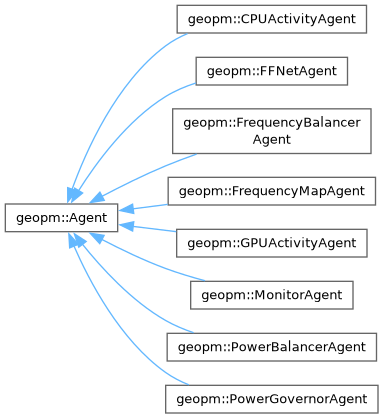 geopm::CPUActivityAgent
geopm::FFNetAgent
geopm::FrequencyBalancer
Agent
geopm::FrequencyMapAgent
geopm::Agent
geopm::GPUActivityAgent
geopm::MonitorAgent
geopm::PowerBalancerAgent
geopm::PowerGovernorAgent